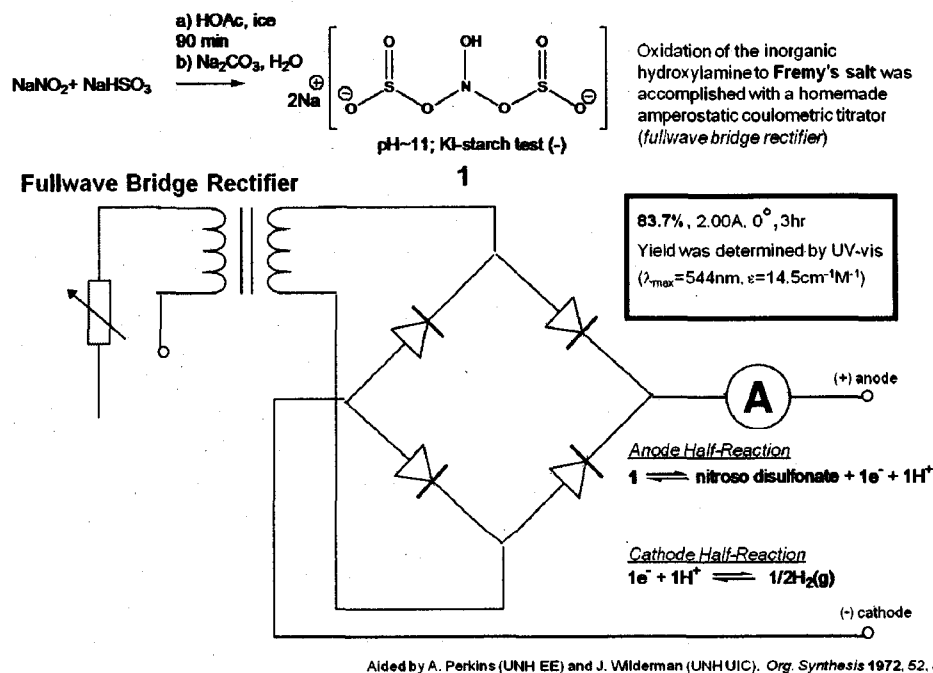 a) HOAc, ice
90 min
b) Na₂CO₃, H₂O
NaNO₂+ NaHSO₃
2Na⊕
O OH O
S N S
⊖O O O O⊖
pH~11; KI-starch test (-)
1
Oxidation of the inorganic
hydroxylamine to Fremy's salt was
accomplished with a homemade
amperostatic coulometric titrator
(fullwave bridge rectifier)
Fullwave Bridge Rectifier
83.7%, 2.00A, 0°, 3hr
Yield was determined by UV-vis
(λmax=544nm, ε=14.5cm⁻¹M⁻¹)
A
(+) anode
Anode Half-Reaction
1 ⇌ nitroso disulfonate + 1e⁻ + 1H⁺
Cathode Half-Reaction
1e⁻ + 1H⁺ ⇌ 1/2H₂(g)
(-) cathode
Aided by A. Perkins (UNH EE) and J. Wilderman (UNH UIC). Org. Synthesis 1972, 52,